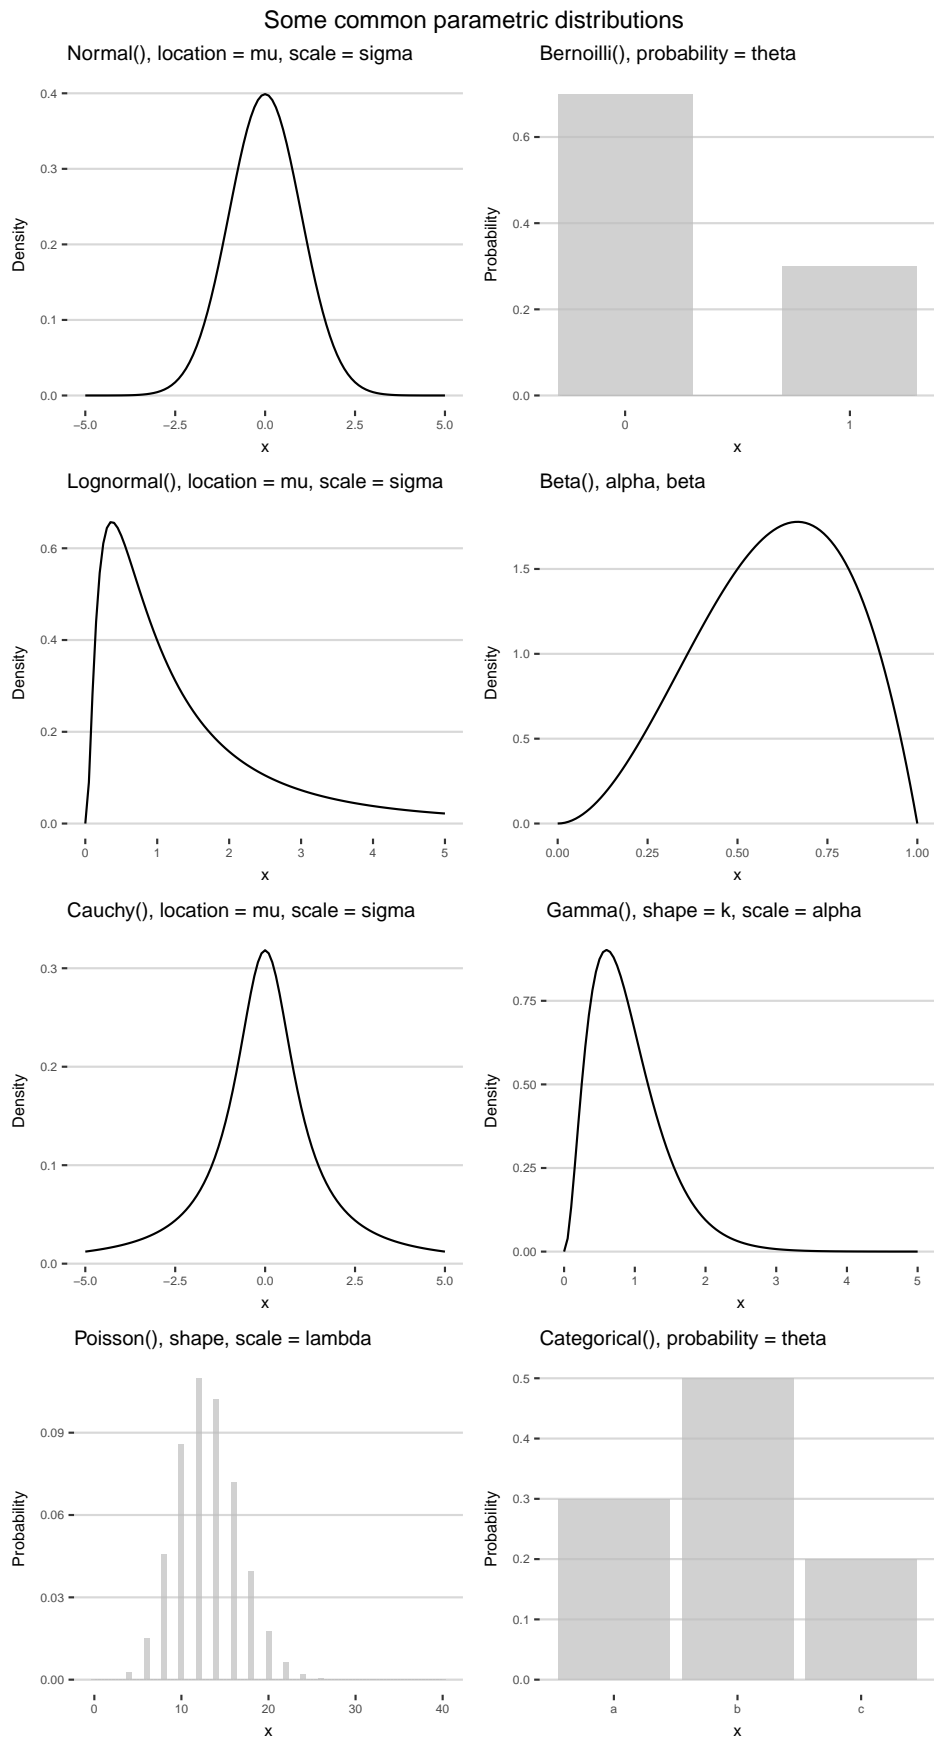 Some common parametric distributions
Normal(), location = mu, scale = sigma
0.4
0.3
0.2
0.1
0.0
Density
−5.0 −2.5 0.0 2.5 5.0
x
Bernoilli(), probability = theta
0.6
0.4
0.2
0.0
Probability
0 1
x
Lognormal(), location = mu, scale = sigma
0.6
0.4
0.2
0.0
Density
0 1 2 3 4 5
x
Beta(), alpha, beta
1.5
1.0
0.5
0.0
Density
0.00 0.25 0.50 0.75 1.00
x
Cauchy(), location = mu, scale = sigma
0.3
0.2
0.1
0.0
Density
−5.0 −2.5 0.0 2.5 5.0
x
Gamma(), shape = k, scale = alpha
0.75
0.50
0.25
0.00
Density
0 1 2 3 4 5
x
Poisson(), shape, scale = lambda
0.09
0.06
0.03
0.00
Probability
0 10 20 30 40
x
Categorical(), probability = theta
0.5
0.4
0.3
0.2
0.1
0.0
Probability
a b c
x